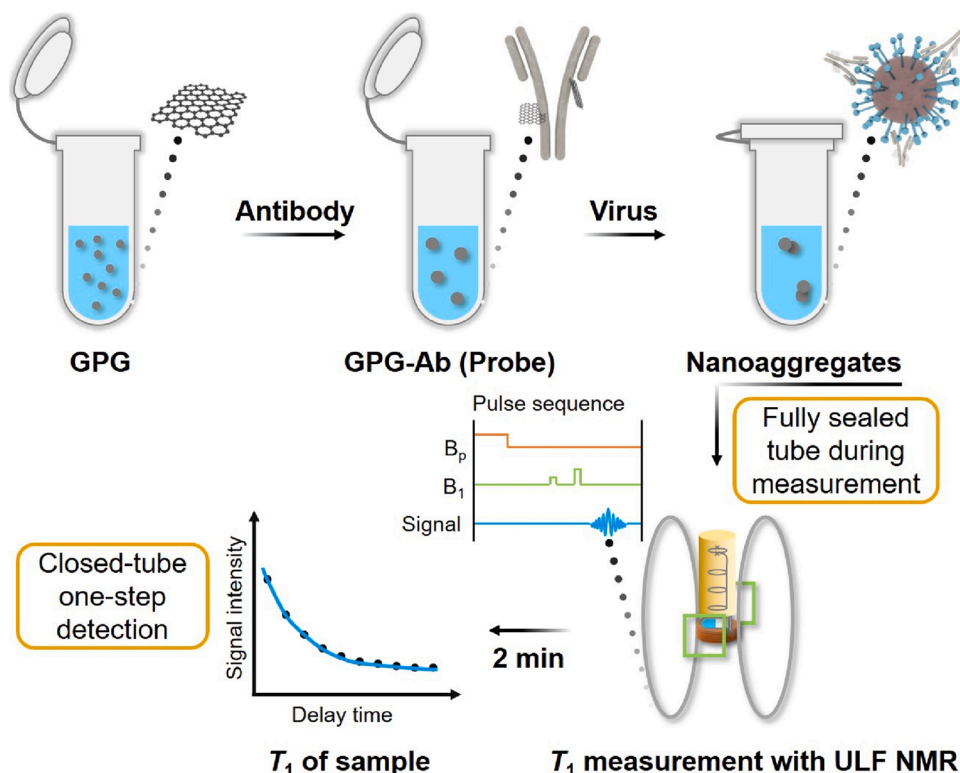 Antibody
Virus
GPG
GPG-Ab (Probe)
Nanoaggregates
Pulse sequence
Bp
B1
Signal
Fully sealed
tube during
measurement
Closed-tube
one-step
detection
Signal intensity
Delay time
2 min
T1 of sample
T1 measurement with ULF NMR